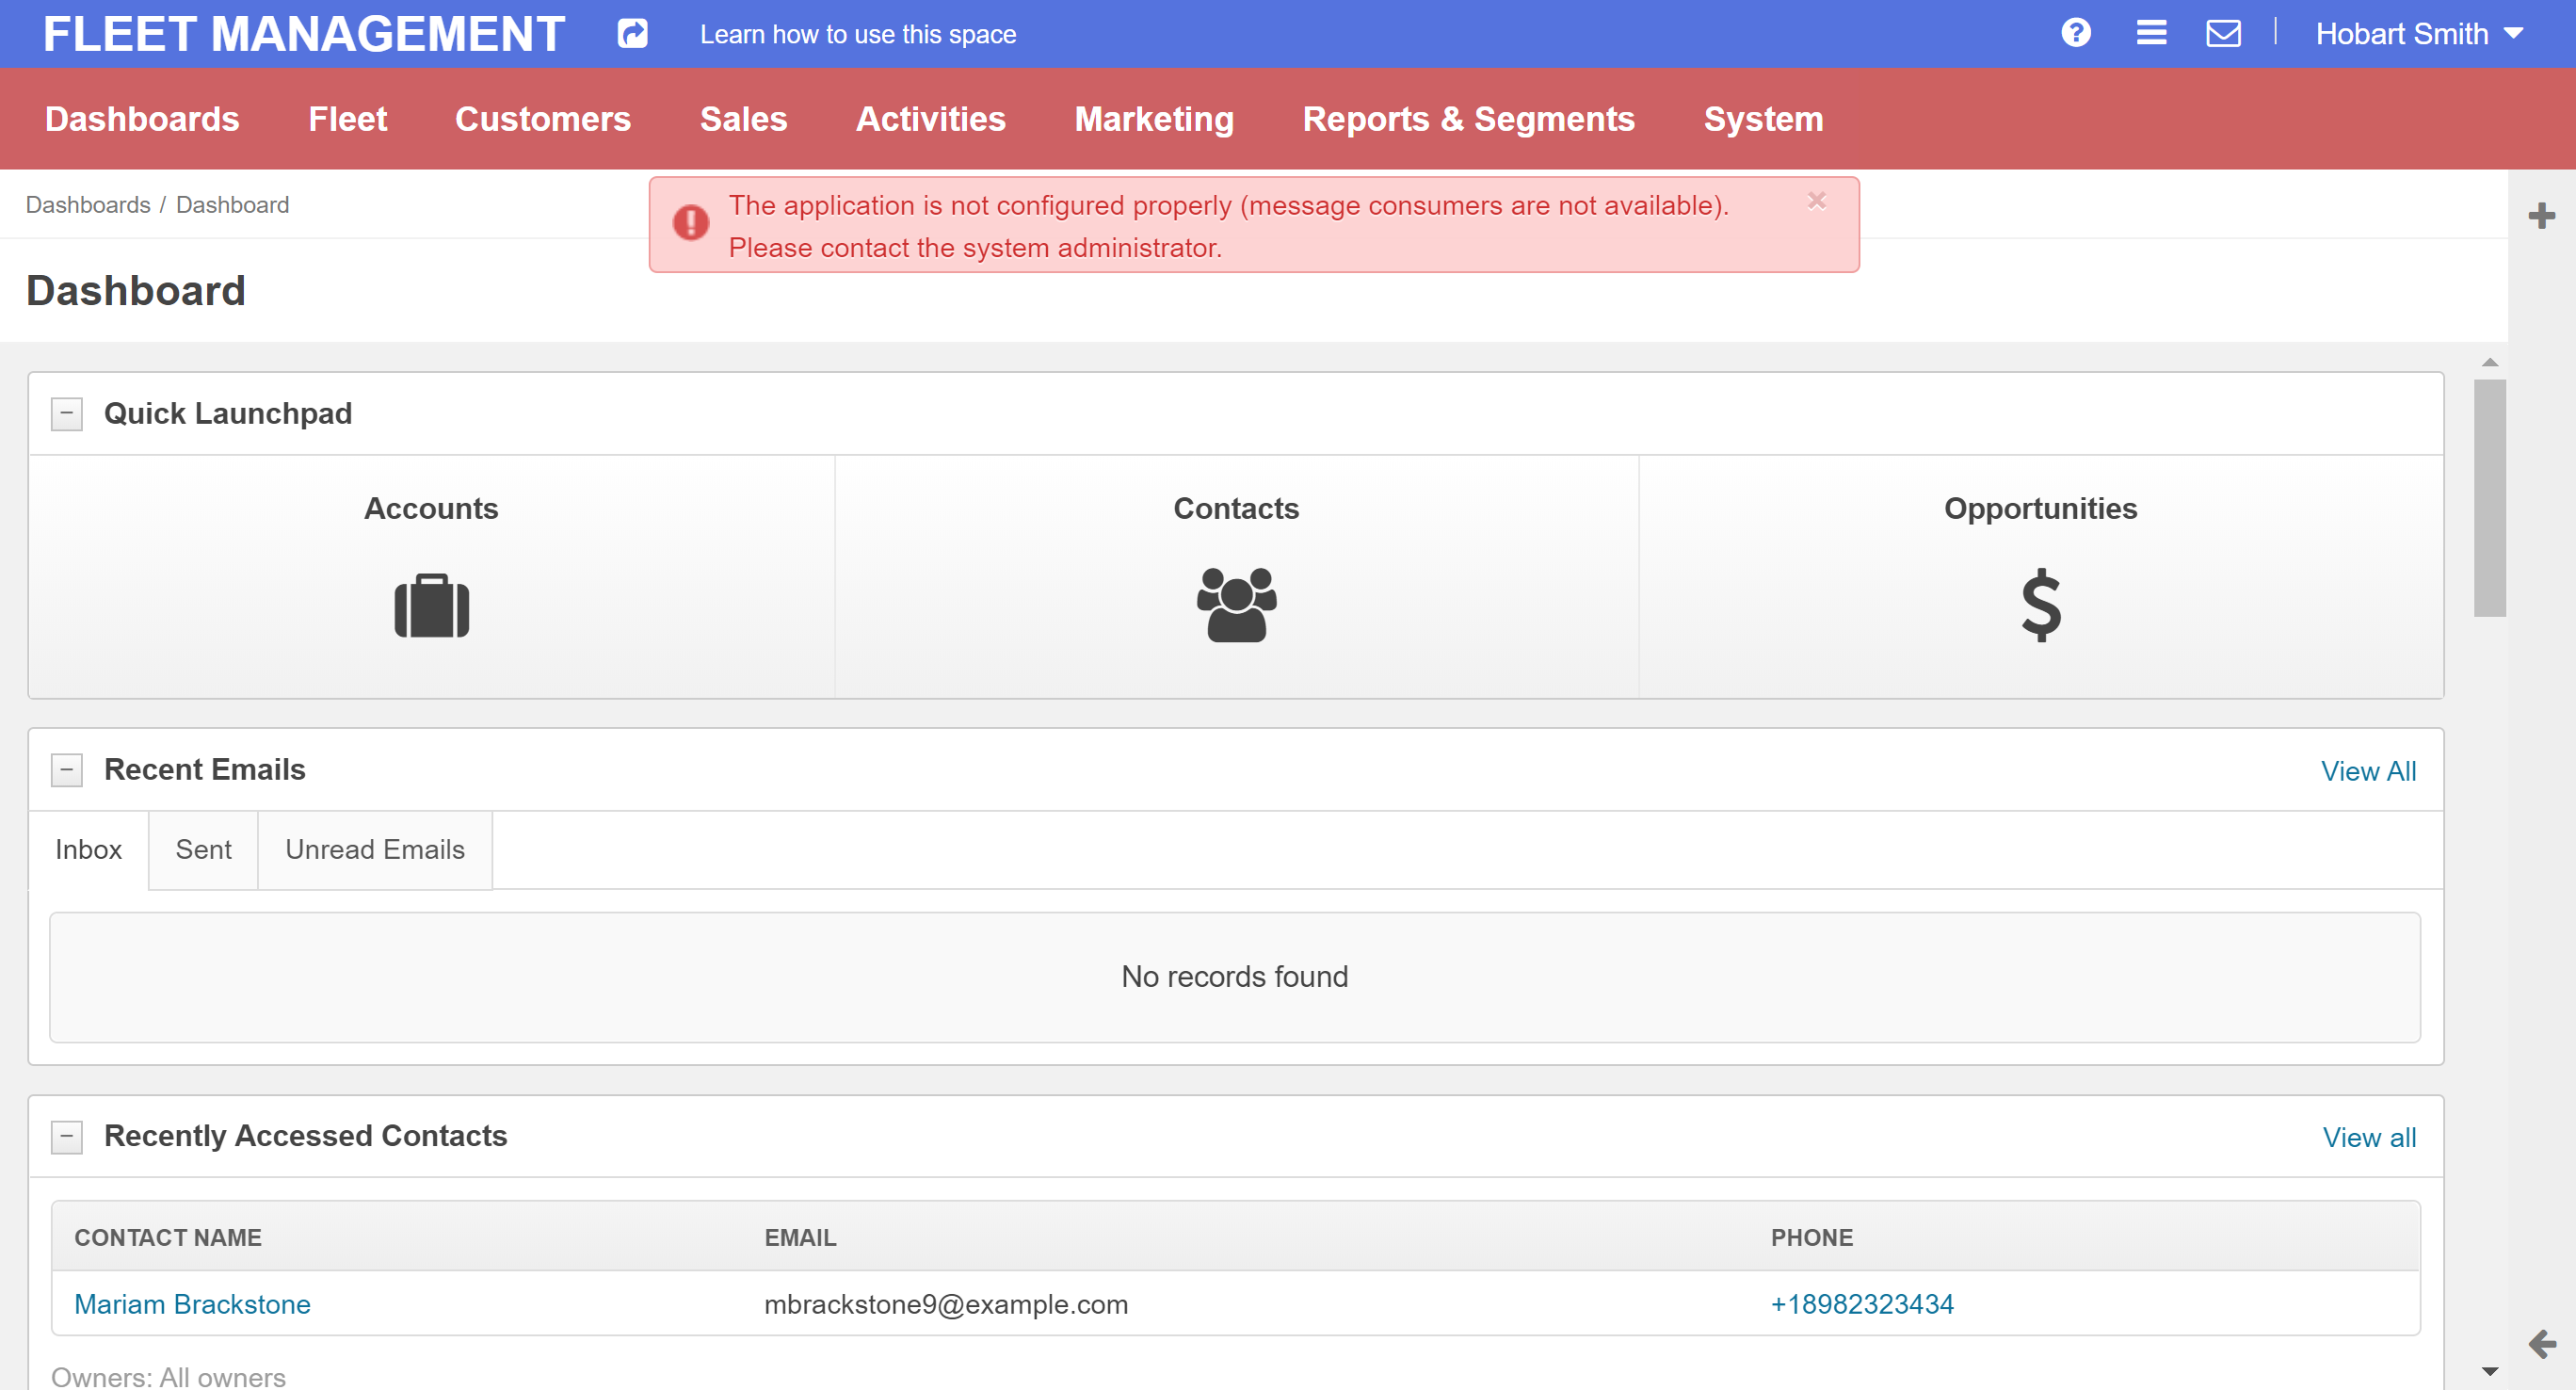 FLEET MANAGEMENT
Learn how to use this space
Hobart Smith
Dashboards
Fleet
Customers
Sales
Activities
Marketing
Reports & Segments
System
Dashboards / Dashboard
The application is not configured properly (message consumers are not available).
Please contact the system administrator.
Dashboard
Quick Launchpad
Accounts
Contacts
Opportunities
Recent Emails
View All
Inbox
Sent
Unread Emails
No records found
Recently Accessed Contacts
View all
CONTACT NAME
EMAIL
PHONE
Mariam Brackstone
mbrackstone9@example.com
+18982323434
Owners: All owners